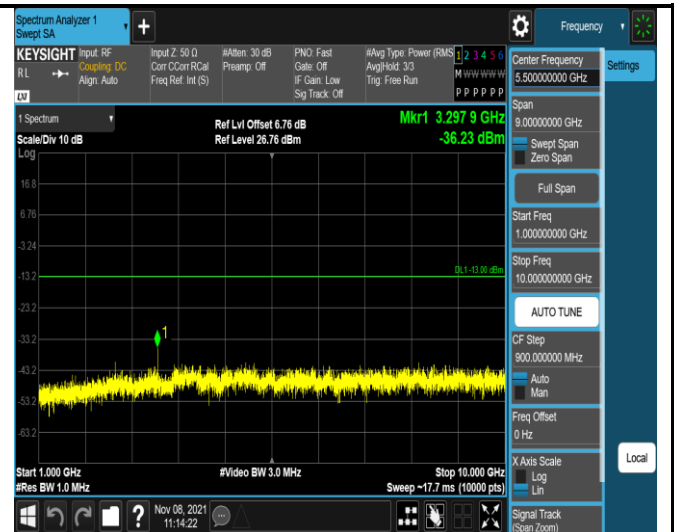 Spectrum Analyzer 1
Swept SA
Frequency
KEYSIGHT
RL
LXI
Input: RF
Coupling: DC
Align: Auto
Input Z: 50 Ω
Corr CCorr RCal
Freq Ref: Int (S)
#Atten: 30 dB
Preamp: Off
PNO: Fast
Gate: Off
IF Gain: Low
Sig Track: Off
#Avg Type: Power (RMS
Avg|Hold: 3/3
Trig: Free Run
1 2 3 4 5 6
M W W W W W
P P P P P P
1 Spectrum
Scale/Div 10 dB
Ref Lvl Offset 6.76 dB
Ref Level 26.76 dBm
Mkr1 3.297 9 GHz
-36.23 dBm
Log
16.8
6.76
-3.24
-13.2
-23.2
-33.2
-43.2
-53.2
-63.2
DL1 -13.00 dBm
1
Start 1.000 GHz
#Res BW 1.0 MHz
#Video BW 3.0 MHz
Stop 10.000 GHz
Sweep ~17.7 ms (10000 pts)
Nov 08, 2021
11:14:22
?
Center Frequency
5.500000000 GHz
Settings
Span
9.00000000 GHz
Swept Span
Zero Span
Full Span
Start Freq
1.000000000 GHz
Stop Freq
10.000000000 GHz
AUTO TUNE
CF Step
900.000000 MHz
Auto
Man
Freq Offset
0 Hz
X Axis Scale
Log
Lin
Local
Signal Track
(Span Zoom)